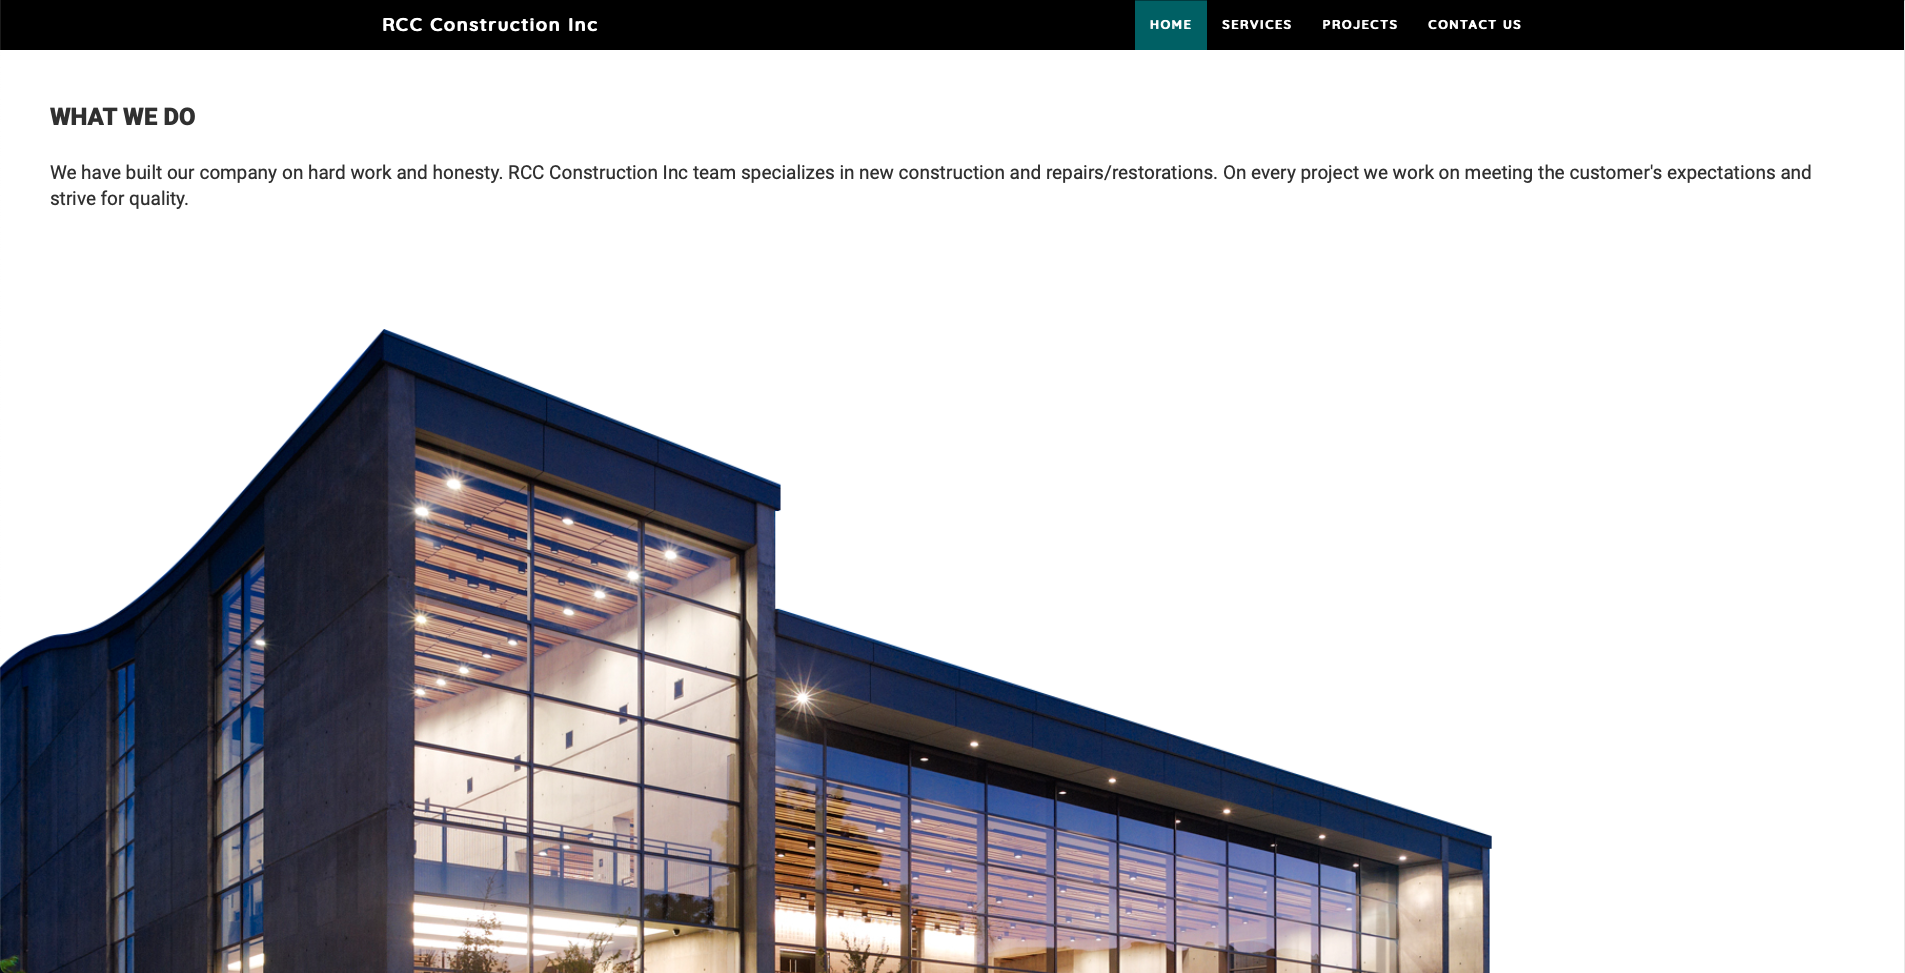 RCC Construction Inc
HOME SERVICES PROJECTS CONTACT US
WHAT WE DO
We have built our company on hard work and honesty. RCC Construction Inc team specializes in new construction and repairs/restorations. On every project we work on meeting the customer's expectations and
strive for quality.